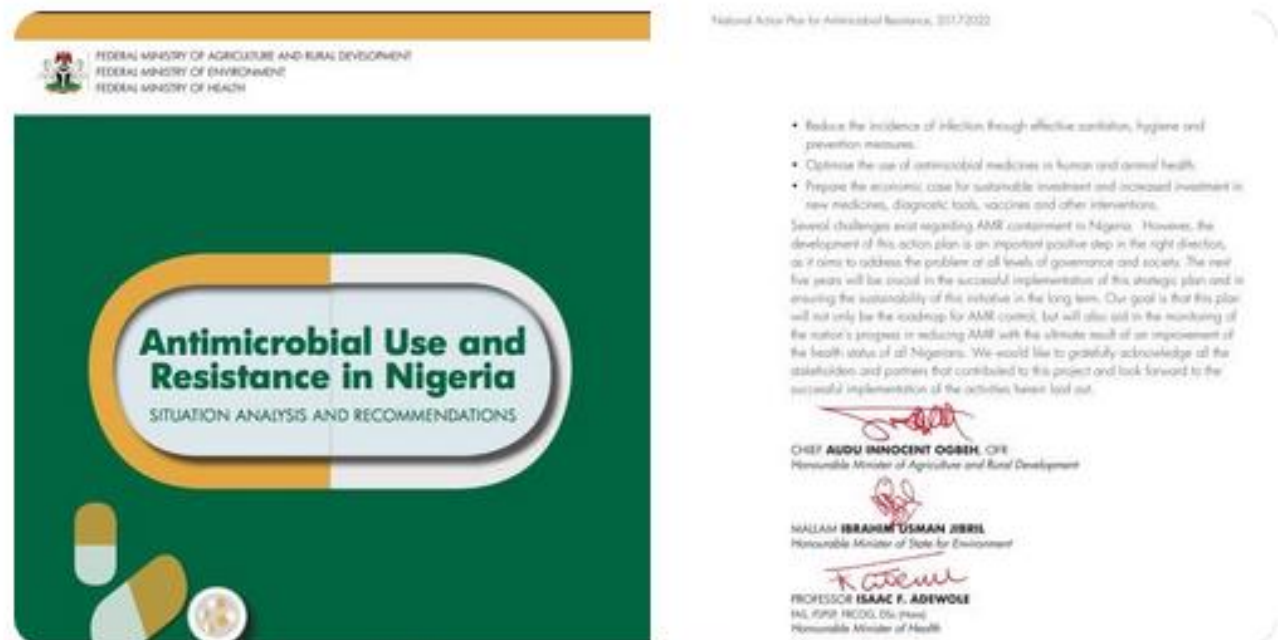 FEDERAL MINISTRY OF AGRICULTURE AND RURAL DEVELOPMENT
FEDERAL MINISTRY OF ENVIRONMENT
FEDERAL MINISTRY OF HEALTH
Antimicrobial Use and
Resistance in Nigeria
SITUATION ANALYSIS AND RECOMMENDATIONS
National Action Plan for Antimicrobial Resistance, 2017-2022
• Reduce the incidence of infection through effective sanitation, hygiene and
prevention measures.
• Optimise the use of antimicrobial medicines in human and animal health.
• Prepare the economic case for sustainable investment and increased investment in
new medicines, diagnostic tools, vaccines and other interventions.
Several challenges exist regarding AMR containment in Nigeria. However, the
development of this action plan is an important positive step in the right direction,
as it aims to address the problem at all levels of governance and society. The next
five years will be crucial in the successful implementation of this strategic plan and in
ensuring the sustainability of this initiative in the long term. Our goal is that this plan
will not only be the roadmap for AMR control, but will also aid in the monitoring of
the nation's progress in reducing AMR with the ultimate result of an improvement of
the health status of all Nigerians. We would like to gratefully acknowledge all the
stakeholders and partners that contributed to this project and look forward to the
successful implementation of the activities herein laid out.
CHIEF AUDU INNOCENT OGBEH, OFR
Honourable Minister of Agriculture and Rural Development
MALLAM IBRAHIM USMAN JIBRIL
Honourable Minister of State for Environment
PROFESSOR ISAAC F. ADEWOLE
FAS, FSPSP, FRCOG, DSc (Hons)
Honourable Minister of Health